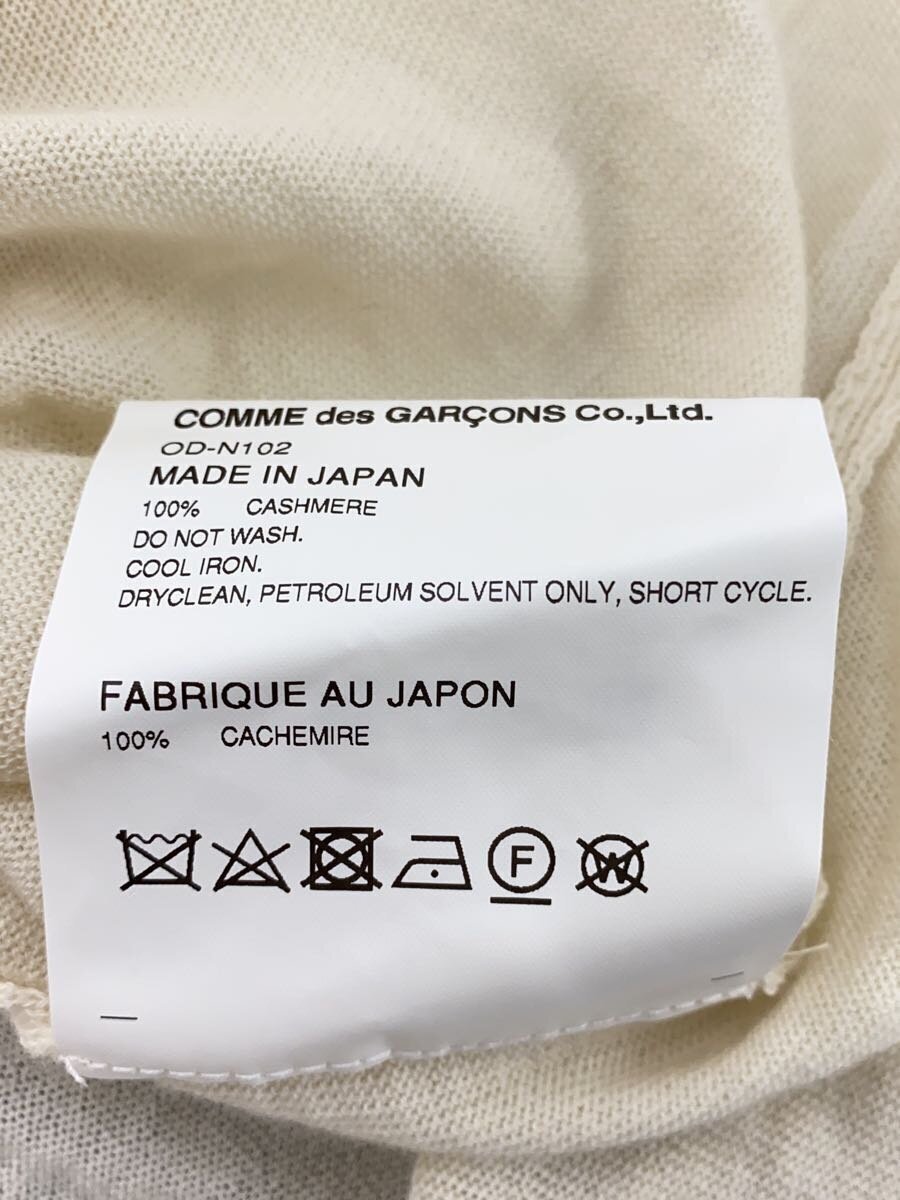 COMME des GARÇONS Co.,Ltd.
OD-N102
MADE IN JAPAN
100% CASHMERE
DO NOT WASH.
COOL IRON.
DRYCLEAN, PETROLEUM SOLVENT ONLY, SHORT CYCLE.
FABRIQUE AU JAPON
100% CACHEMIRE
F W